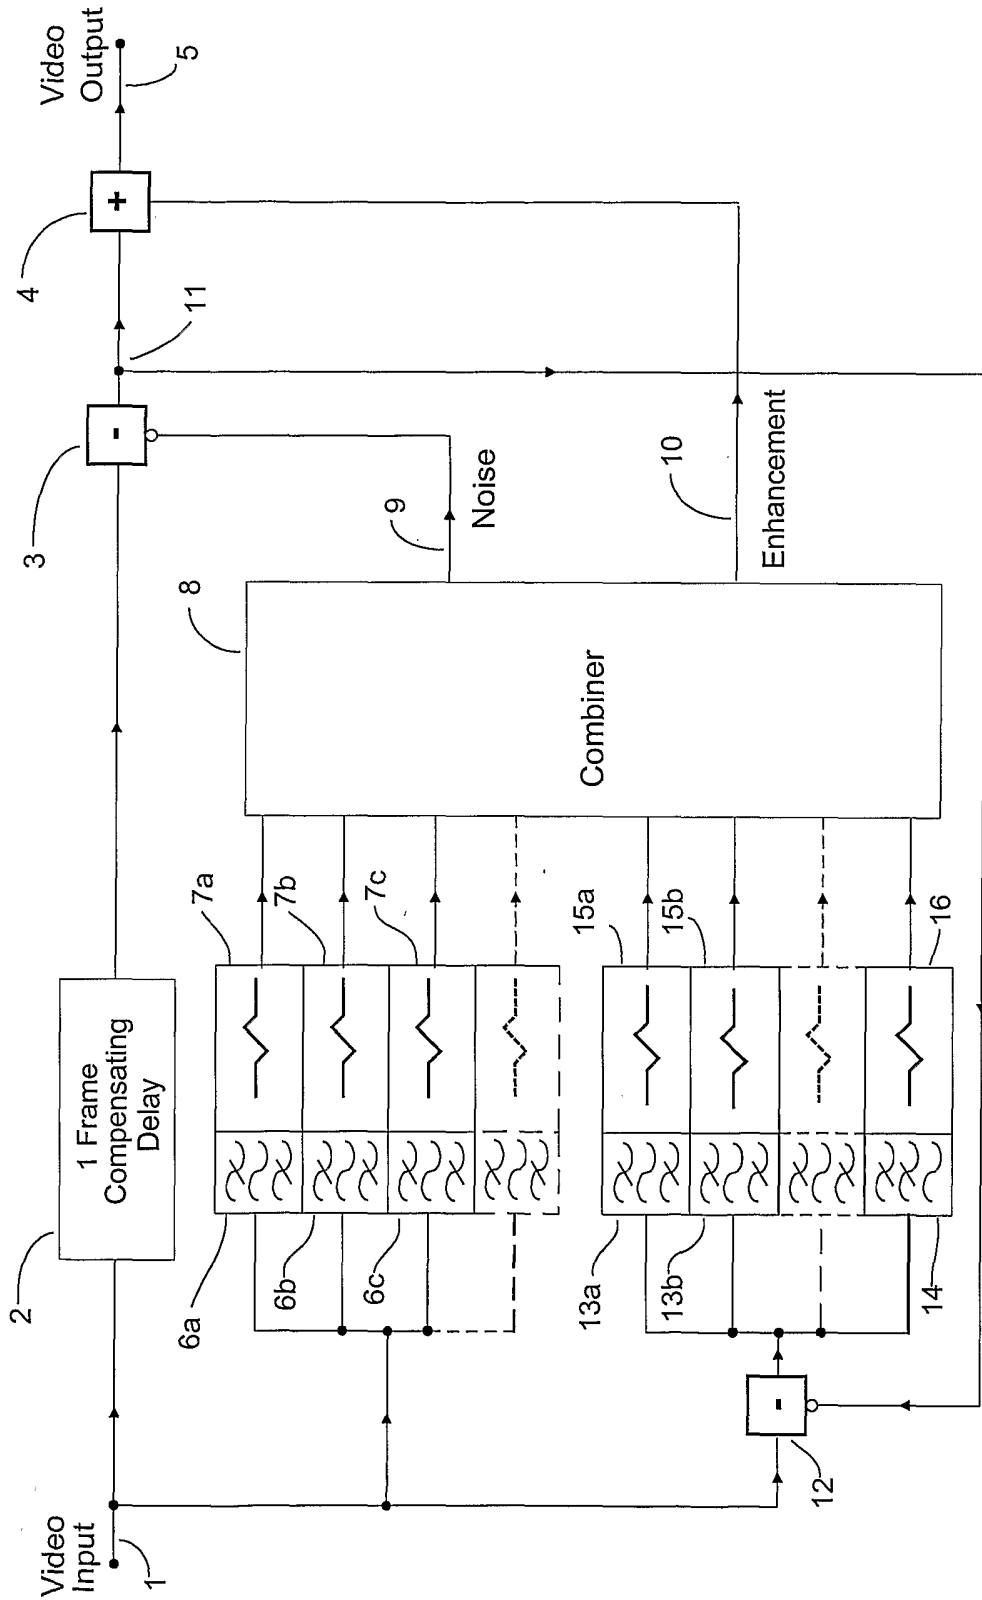 Video
Input
1
2
1 Frame
Compensating
Delay
3
-
11
4
+
Video
Output
5
6a
6b
6c
7a
7b
7c
8
Combiner
9
Noise
10
Enhancement
12
-
13a
13b
14
15a
15b
16